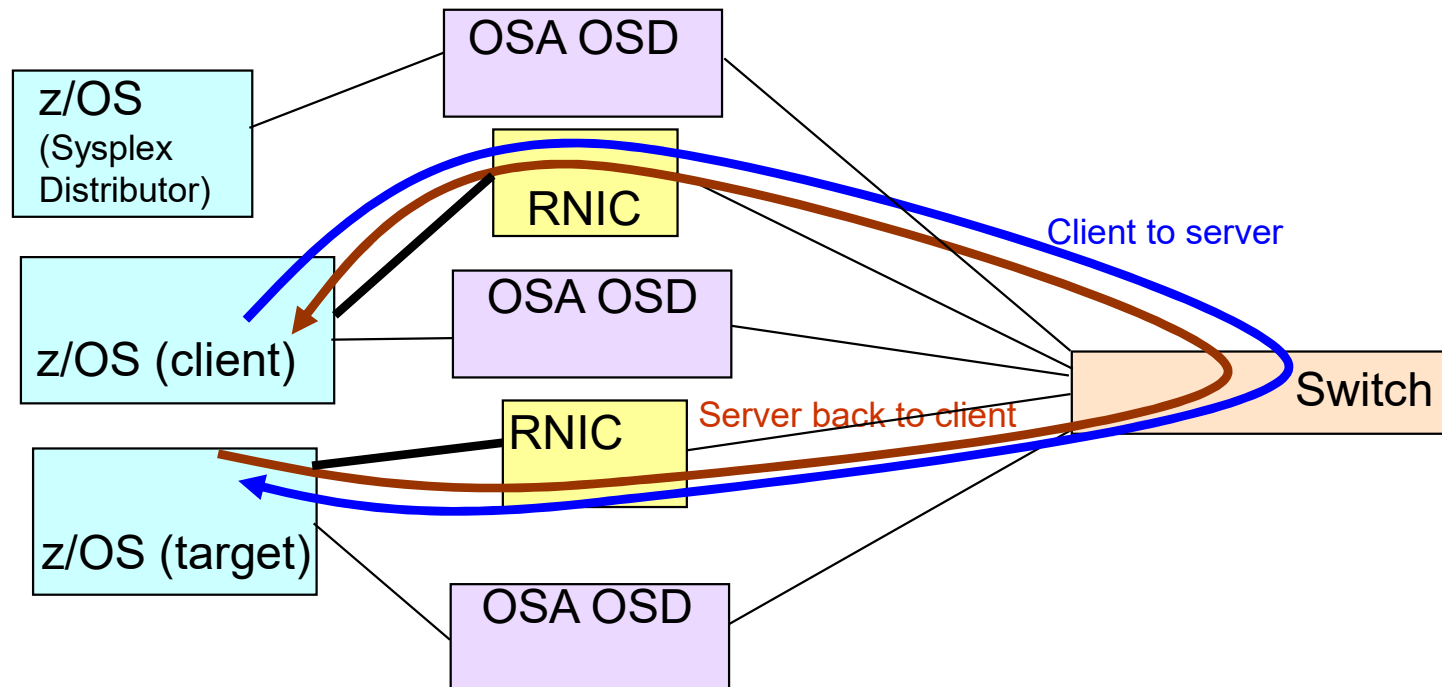 OSA OSD
z/OS
(Sysplex
Distributor)
RNIC
Client to server
OSA OSD
z/OS (client)
Switch
Server back to client
RNIC
z/OS (target)
OSA OSD